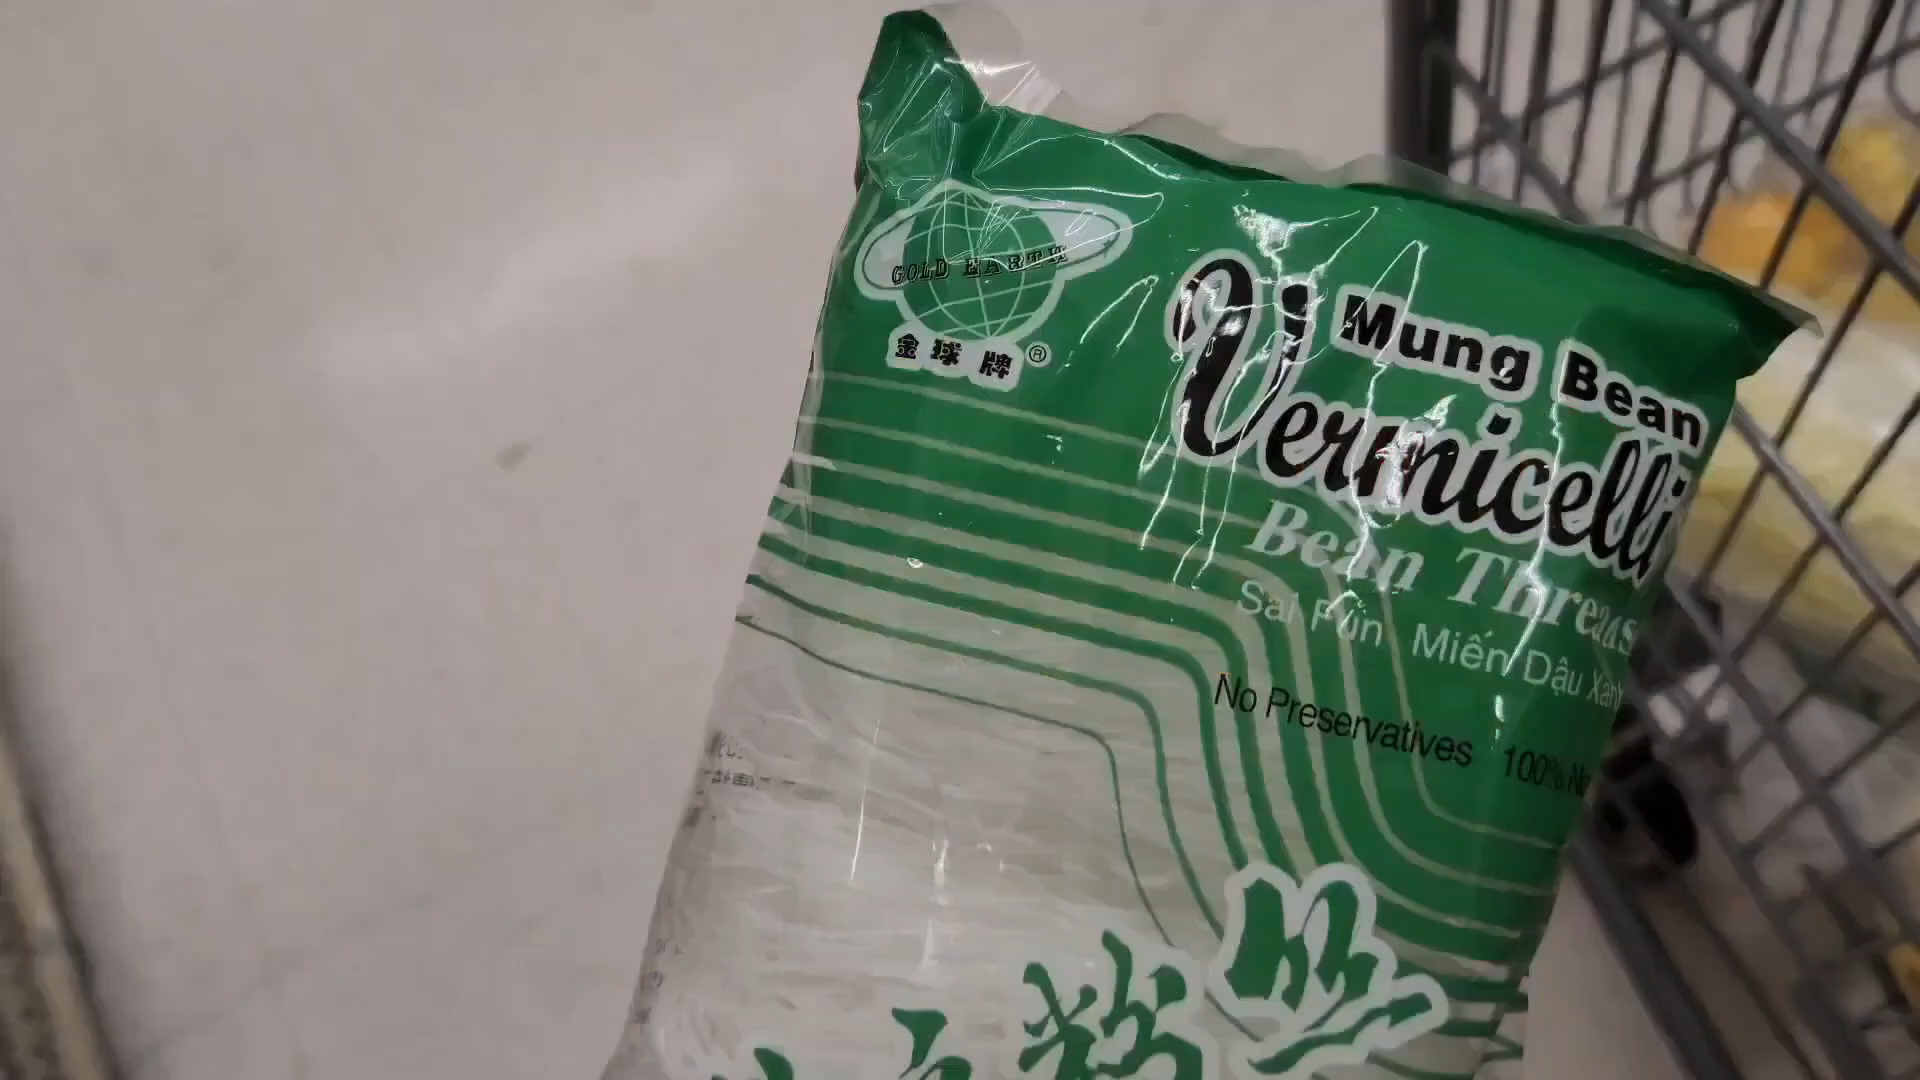 GOLD EARTH
金球牌®
Mung Bean
Vermicelli
Bean Threads
Sai Fun Miến Dậu Xanh
No Preservatives 100%
粉丝